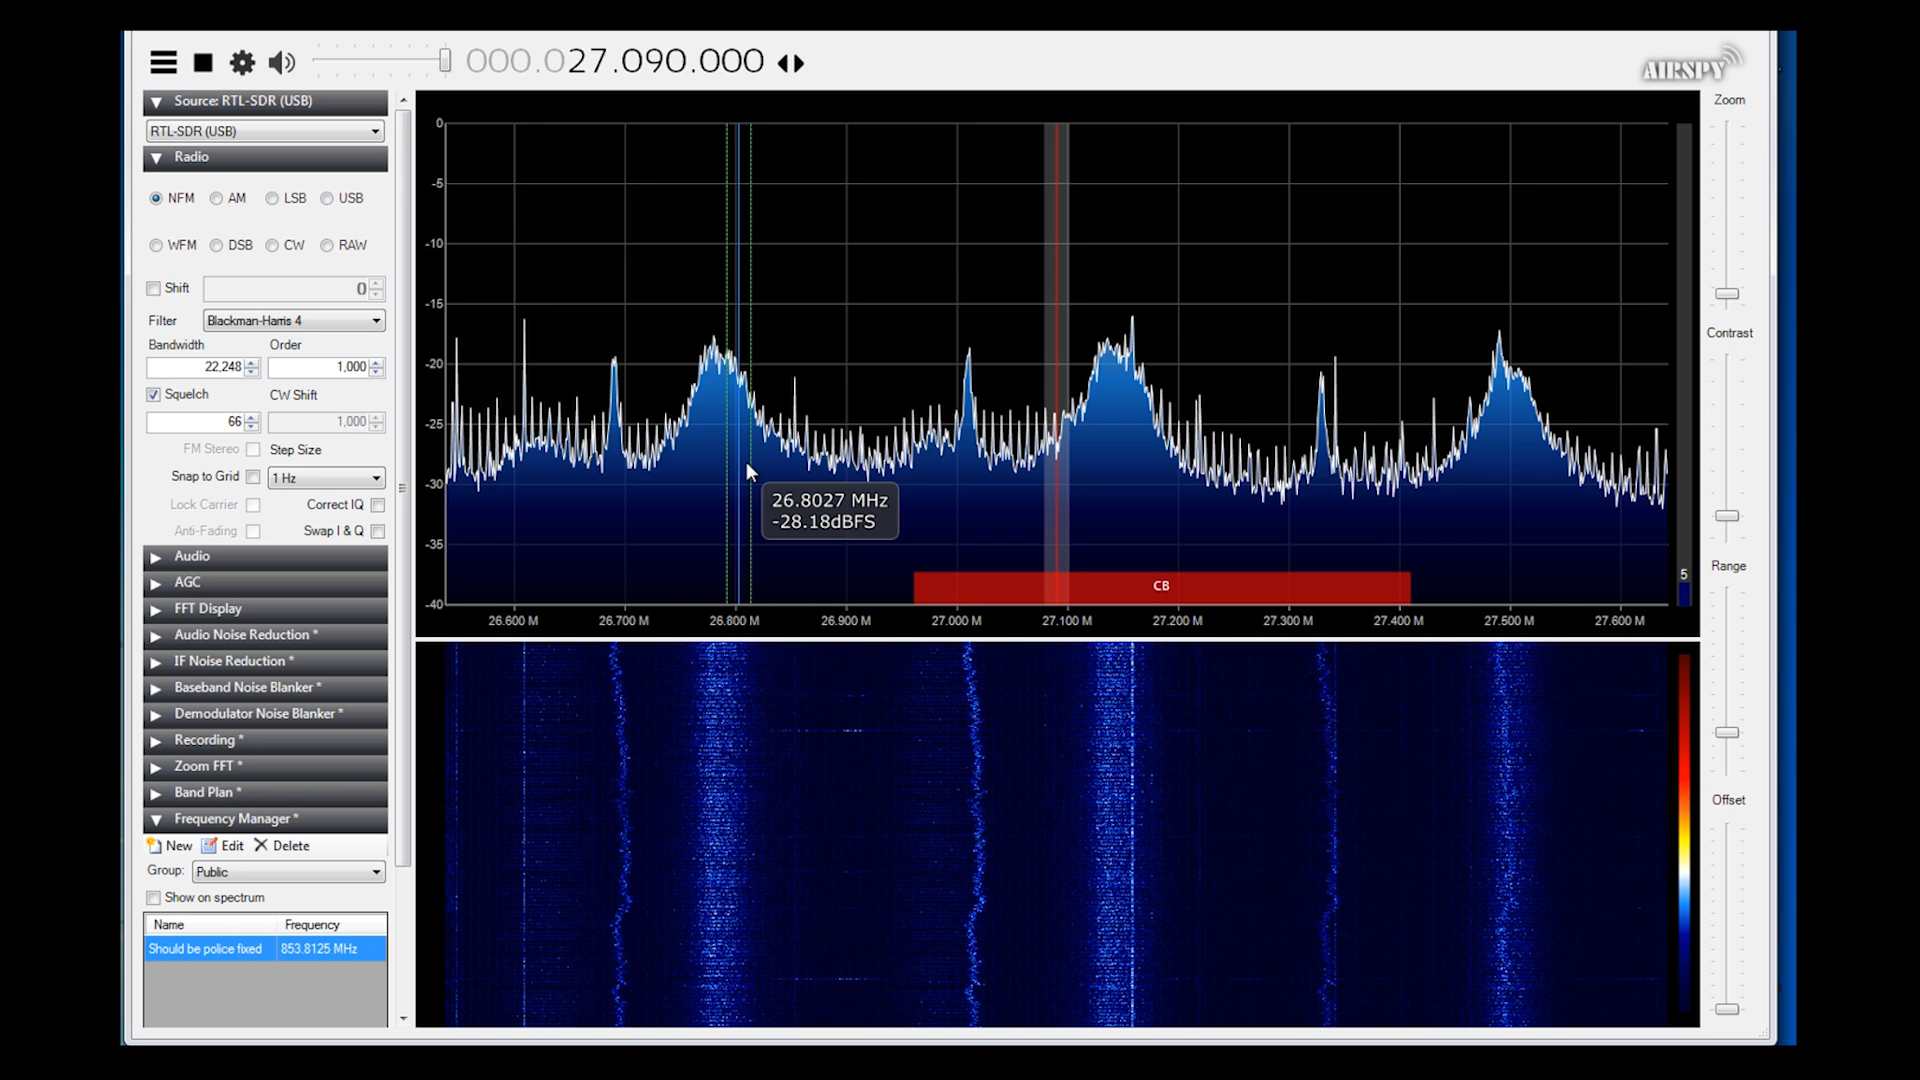 000.027.090.000
AIRSPY
Source: RTL-SDR (USB)
RTL-SDR (USB)
Radio
NFM AM LSB USB
WFM DSB CW RAW
Shift 0
Filter Blackman-Harris 4
Bandwidth Order
22,248 1,000
Squelch CW Shift
66 1,000
FM Stereo Step Size
Snap to Grid 1 Hz
Lock Carrier Correct IQ
Anti-Fading Swap I & Q
Audio
AGC
FFT Display
Audio Noise Reduction *
IF Noise Reduction *
Baseband Noise Blanker *
Demodulator Noise Blanker *
Recording *
Zoom FFT *
Band Plan *
Frequency Manager *
New Edit Delete
Group: Public
Show on spectrum
Name Frequency
Should be police fixed 853.8125 MHz
0
-5
-10
-15
-20
-25
-30
-35
-40
26.8027 MHz
-28.18dBFS
CB
5
26.600 M 26.700 M 26.800 M 26.900 M 27.000 M 27.100 M 27.200 M 27.300 M 27.400 M 27.500 M 27.600 M
Zoom
Contrast
Range
Offset